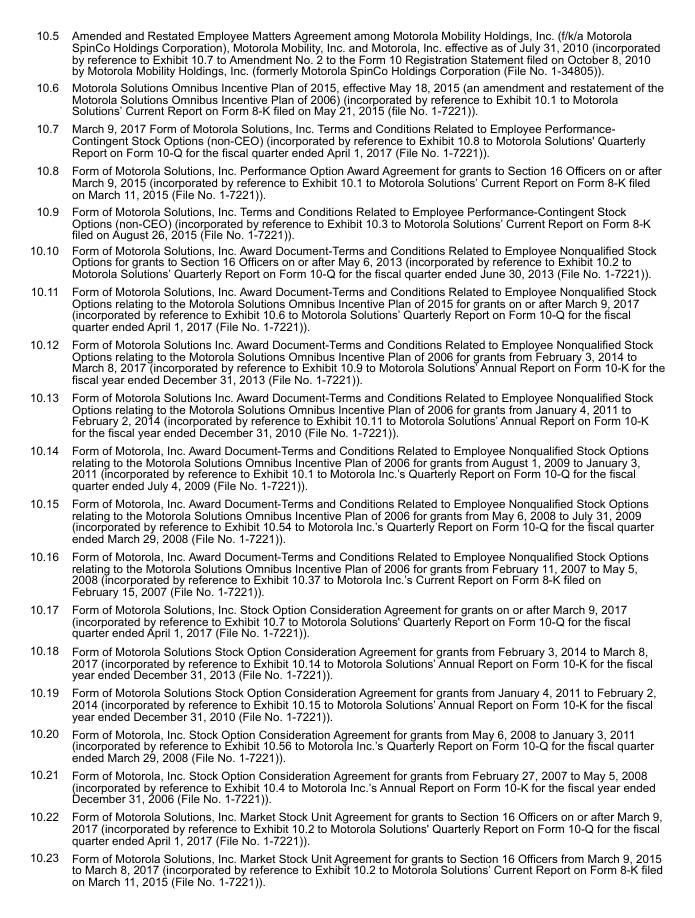 10.5 Amended and Restated Employee Matters Agreement among Motorola Mobility Holdings, Inc. (f/k/a Motorola
SpinCo Holdings Corporation), Motorola Mobility, Inc. and Motorola, Inc. effective as of July 31, 2010 (incorporated
by reference to Exhibit 10.7 to Amendment No. 2 to the Form 10 Registration Statement filed on October 8, 2010
by Motorola Mobility Holdings, Inc. (formerly Motorola SpinCo Holdings Corporation (File No. 1-34805)).
10.6 Motorola Solutions Omnibus Incentive Plan of 2015, effective May 18, 2015 (an amendment and restatement of the
Motorola Solutions Omnibus Incentive Plan of 2006) (incorporated by reference to Exhibit 10.1 to Motorola
Solutions' Current Report on Form 8-K filed on May 21, 2015 (file No. 1-7221)).
10.7 March 9, 2017 Form of Motorola Solutions, Inc. Terms and Conditions Related to Employee Performance-
Contingent Stock Options (non-CEO) (incorporated by reference to Exhibit 10.8 to Motorola Solutions' Quarterly
Report on Form 10-Q for the fiscal quarter ended April 1, 2017 (File No. 1-7221)).
10.8 Form of Motorola Solutions, Inc. Performance Option Award Agreement for grants to Section 16 Officers on or after
March 9, 2015 (incorporated by reference to Exhibit 10.1 to Motorola Solutions' Current Report on Form 8-K filed
on March 11, 2015 (File No. 1-7221)).
10.9 Form of Motorola Solutions, Inc. Terms and Conditions Related to Employee Performance-Contingent Stock
Options (non-CEO) (incorporated by reference to Exhibit 10.3 to Motorola Solutions' Current Report on Form 8-K
filed on August 26, 2015 (File No. 1-7221)).
10.10 Form of Motorola Solutions, Inc. Award Document-Terms and Conditions Related to Employee Nonqualified Stock
Options for grants to Section 16 Officers on or after May 6, 2013 (incorporated by reference to Exhibit 10.2 to
Motorola Solutions' Quarterly Report on Form 10-Q for the fiscal quarter ended June 30, 2013 (File No. 1-7221)).
10.11 Form of Motorola Solutions, Inc. Award Document-Terms and Conditions Related to Employee Nonqualified Stock
Options relating to the Motorola Solutions Omnibus Incentive Plan of 2015 for grants on or after March 9, 2017
(incorporated by reference to Exhibit 10.6 to Motorola Solutions' Quarterly Report on Form 10-Q for the fiscal
quarter ended April 1, 2017 (File No. 1-7221)).
10.12 Form of Motorola Solutions Inc. Award Document-Terms and Conditions Related to Employee Nonqualified Stock
Options relating to the Motorola Solutions Omnibus Incentive Plan of 2006 for grants from February 3, 2014 to
March 8, 2017 (incorporated by reference to Exhibit 10.9 to Motorola Solutions' Annual Report on Form 10-K for the
fiscal year ended December 31, 2013 (File No. 1-7221)).
10.13 Form of Motorola Solutions Inc. Award Document-Terms and Conditions Related to Employee Nonqualified Stock
Options relating to the Motorola Solutions Omnibus Incentive Plan of 2006 for grants from January 4, 2011 to
February 2, 2014 (incorporated by reference to Exhibit 10.11 to Motorola Solutions' Annual Report on Form 10-K
for the fiscal year ended December 31, 2010 (File No. 1-7221)).
10.14 Form of Motorola, Inc. Award Document-Terms and Conditions Related to Employee Nonqualified Stock Options
relating to the Motorola Solutions Omnibus Incentive Plan of 2006 for grants from August 1, 2009 to January 3,
2011 (incorporated by reference to Exhibit 10.1 to Motorola Inc.'s Quarterly Report on Form 10-Q for the fiscal
quarter ended July 4, 2009 (File No. 1-7221)).
10.15 Form of Motorola, Inc. Award Document-Terms and Conditions Related to Employee Nonqualified Stock Options
relating to the Motorola Solutions Omnibus Incentive Plan of 2006 for grants from May 6, 2008 to July 31, 2009
(incorporated by reference to Exhibit 10.54 to Motorola Inc.'s Quarterly Report on Form 10-Q for the fiscal quarter
ended March 29, 2008 (File No. 1-7221)).
10.16 Form of Motorola, Inc. Award Document-Terms and Conditions Related to Employee Nonqualified Stock Options
relating to the Motorola Solutions Omnibus Incentive Plan of 2006 for grants from February 11, 2007 to May 5,
2008 (incorporated by reference to Exhibit 10.37 to Motorola Inc.'s Current Report on Form 8-K filed on
February 15, 2007 (File No. 1-7221)).
10.17 Form of Motorola Solutions, Inc. Stock Option Consideration Agreement for grants on or after March 9, 2017
(incorporated by reference to Exhibit 10.7 to Motorola Solutions' Quarterly Report on Form 10-Q for the fiscal
quarter ended April 1, 2017 (File No. 1-7221)).
10.18 Form of Motorola Solutions Stock Option Consideration Agreement for grants from February 3, 2014 to March 8,
2017 (incorporated by reference to Exhibit 10.14 to Motorola Solutions' Annual Report on Form 10-K for the fiscal
year ended December 31, 2013 (File No. 1-7221)).
10.19 Form of Motorola Solutions Stock Option Consideration Agreement for grants from January 4, 2011 to February 2,
2014 (incorporated by reference to Exhibit 10.15 to Motorola Solutions' Annual Report on Form 10-K for the fiscal
year ended December 31, 2010 (File No. 1-7221)).
10.20 Form of Motorola, Inc. Stock Option Consideration Agreement for grants from May 6, 2008 to January 3, 2011
(incorporated by reference to Exhibit 10.56 to Motorola Inc.'s Quarterly Report on Form 10-Q for the fiscal quarter
ended March 29, 2008 (File No. 1-7221)).
10.21 Form of Motorola, Inc. Stock Option Consideration Agreement for grants from February 27, 2007 to May 5, 2008
(incorporated by reference to Exhibit 10.4 to Motorola Inc.'s Annual Report on Form 10-K for the fiscal year ended
December 31, 2006 (File No. 1-7221)).
10.22 Form of Motorola Solutions, Inc. Market Stock Unit Agreement for grants to Section 16 Officers on or after March 9,
2017 (incorporated by reference to Exhibit 10.2 to Motorola Solutions' Quarterly Report on Form 10-Q for the fiscal
quarter ended April 1, 2017 (File No. 1-7221)).
10.23 Form of Motorola Solutions, Inc. Market Stock Unit Agreement for grants to Section 16 Officers from March 9, 2015
to March 8, 2017 (incorporated by reference to Exhibit 10.2 to Motorola Solutions' Current Report on Form 8-K filed
on March 11, 2015 (File No. 1-7221)).